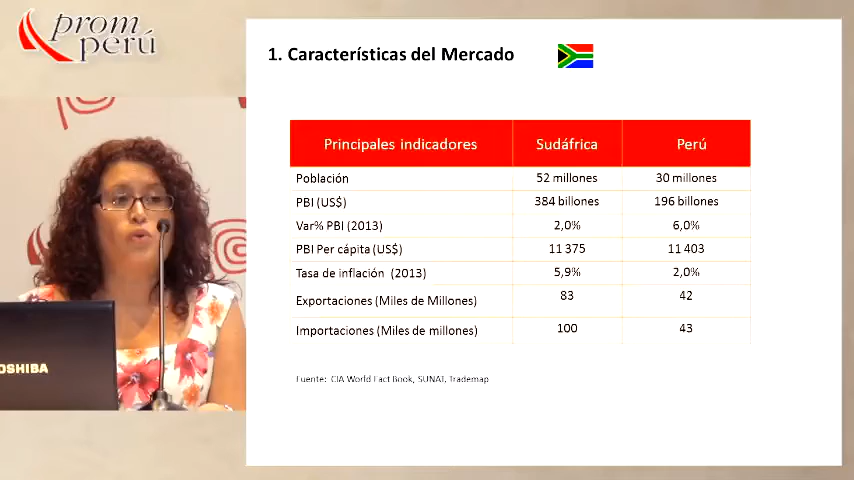 prom
perú
1. Características del Mercado
Principales indicadores Sudáfrica Perú
Población 52 millones 30 millones
PBI (US$) 384 billones 196 billones
Var% PBI (2013) 2,0% 6,0%
PBI Per cápita (US$) 11 375 11 403
Tasa de inflación (2013) 5,9% 2,0%
Exportaciones (Miles de Millones) 83 42
Importaciones (Miles de millones) 100 43
Fuente: CIA World Fact Book, SUNAT, Trademap
OSHIBA